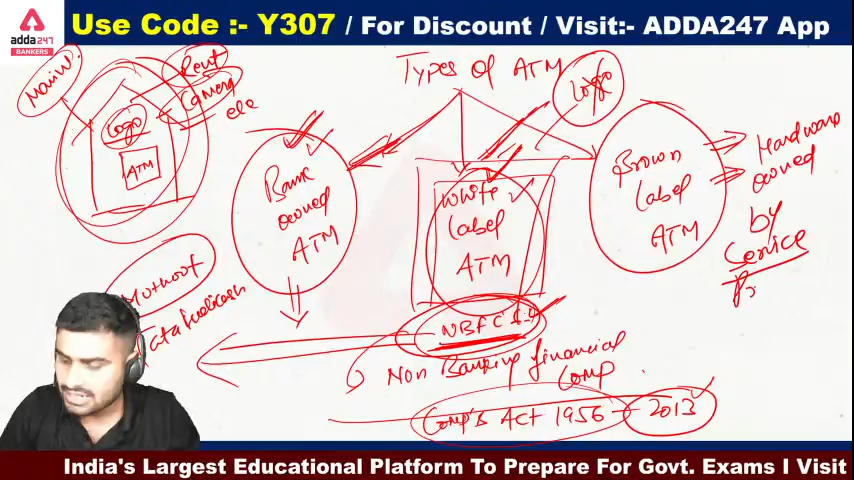 Use Code :- Y307 / For Discount / Visit:- ADDA247 App
adda247
BANKERS
Types of ATM
Rent
Camera
ele
Logo
ATM
Logo
Bank
owned
ATM
White
Label
ATM
Brown
Label
ATM
Hardware
owned
by
Service
Muthoot
Tata Indicash
NBFC
Non Banking Financial
Comp
Comp's Act 1956 - 2013
India's Largest Educational Platform To Prepare For Govt. Exams I Visit